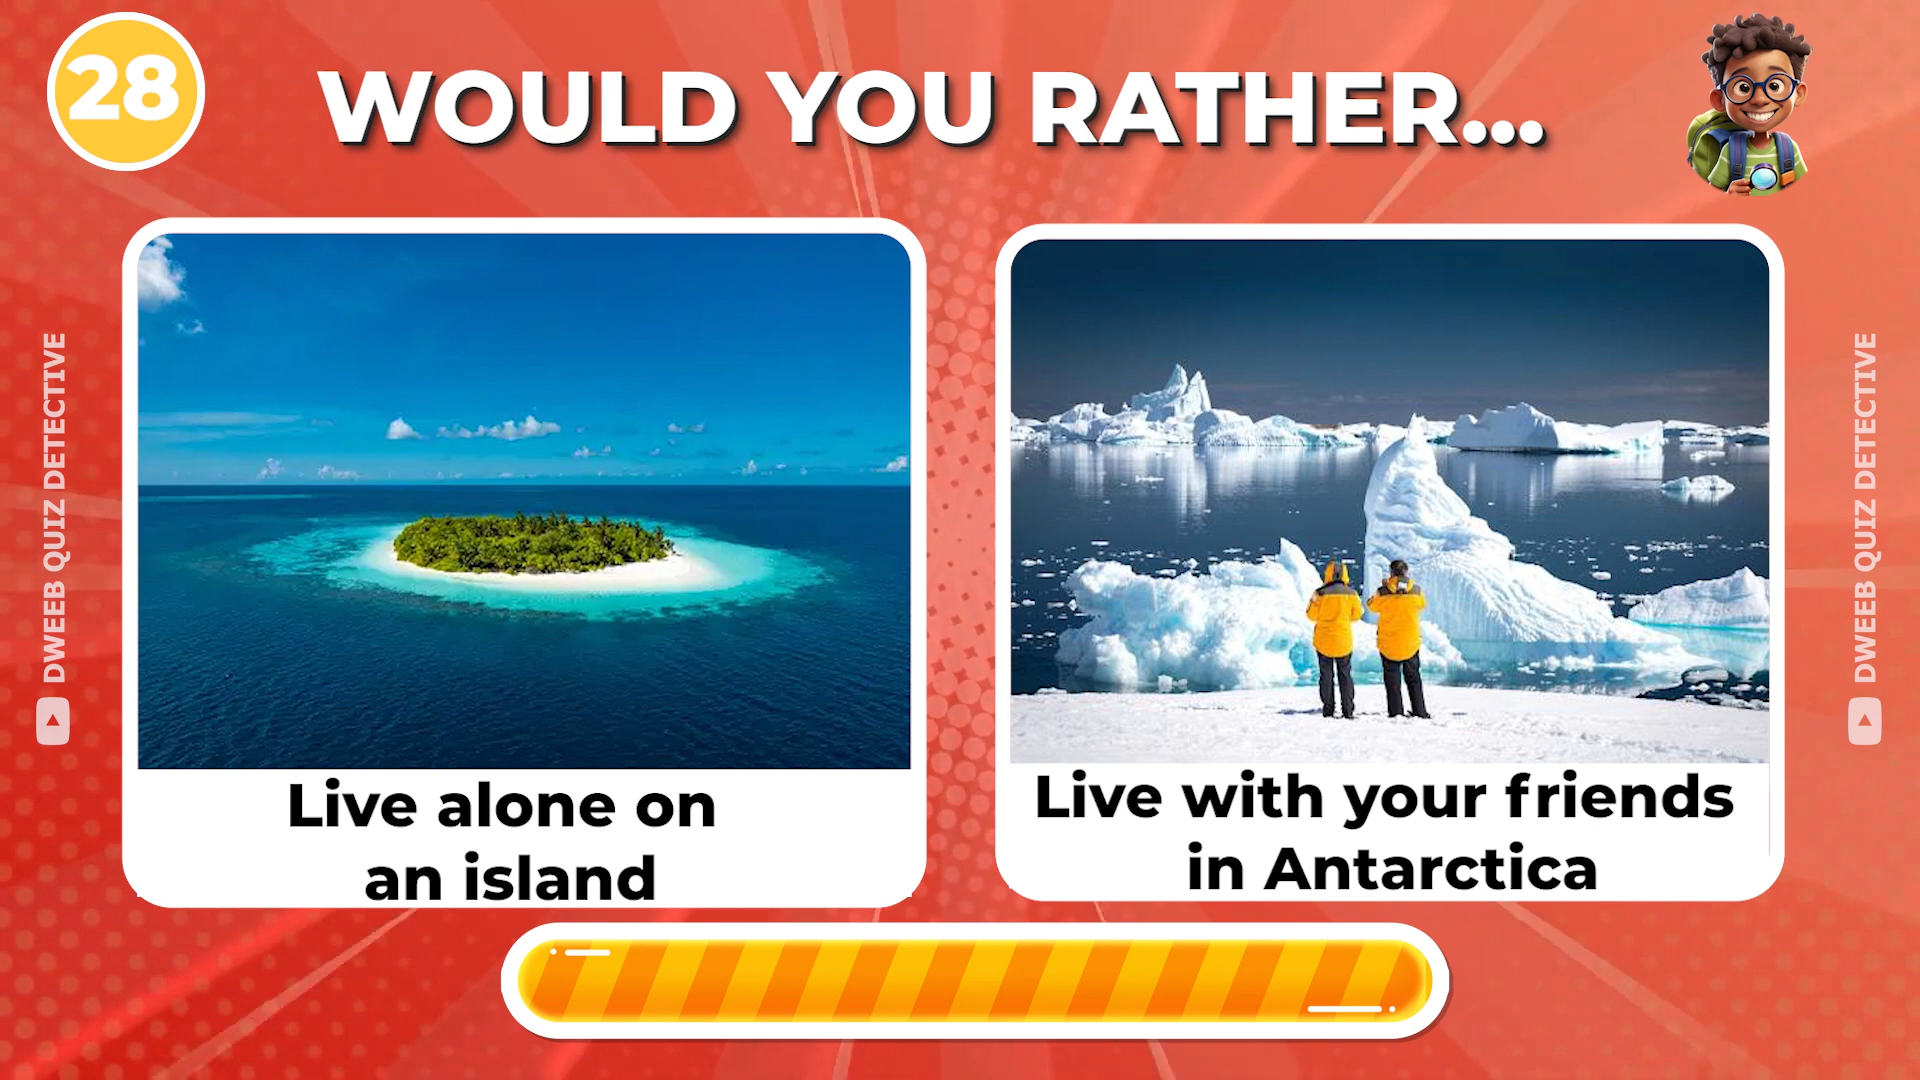 28
WOULD YOU RATHER...
DWEEB QUIZ DETECTIVE
DWEEB QUIZ DETECTIVE
Live alone on
an island
Live with your friends
in Antarctica